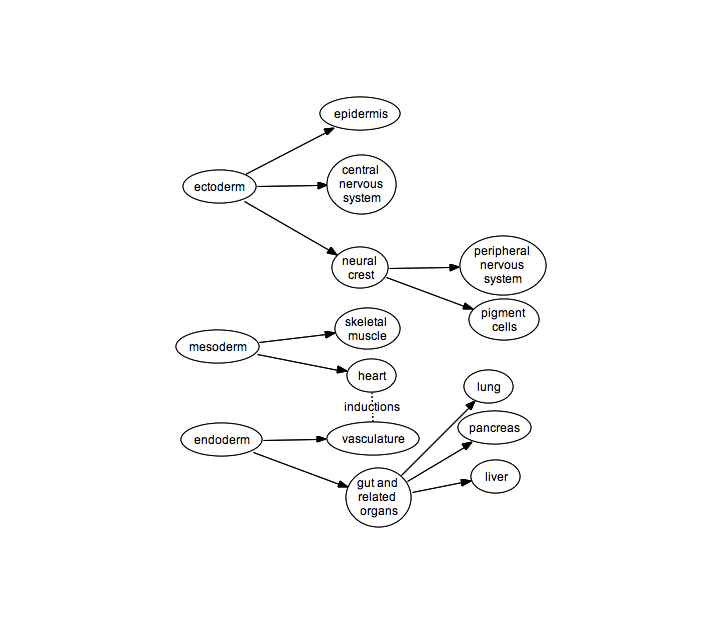 epidermis
ectoderm
central
nervous
system
neural
crest
peripheral
nervous
system
pigment
cells
mesoderm
skeletal
muscle
heart
inductions
endoderm
vasculature
gut and
related
organs
lung
pancreas
liver